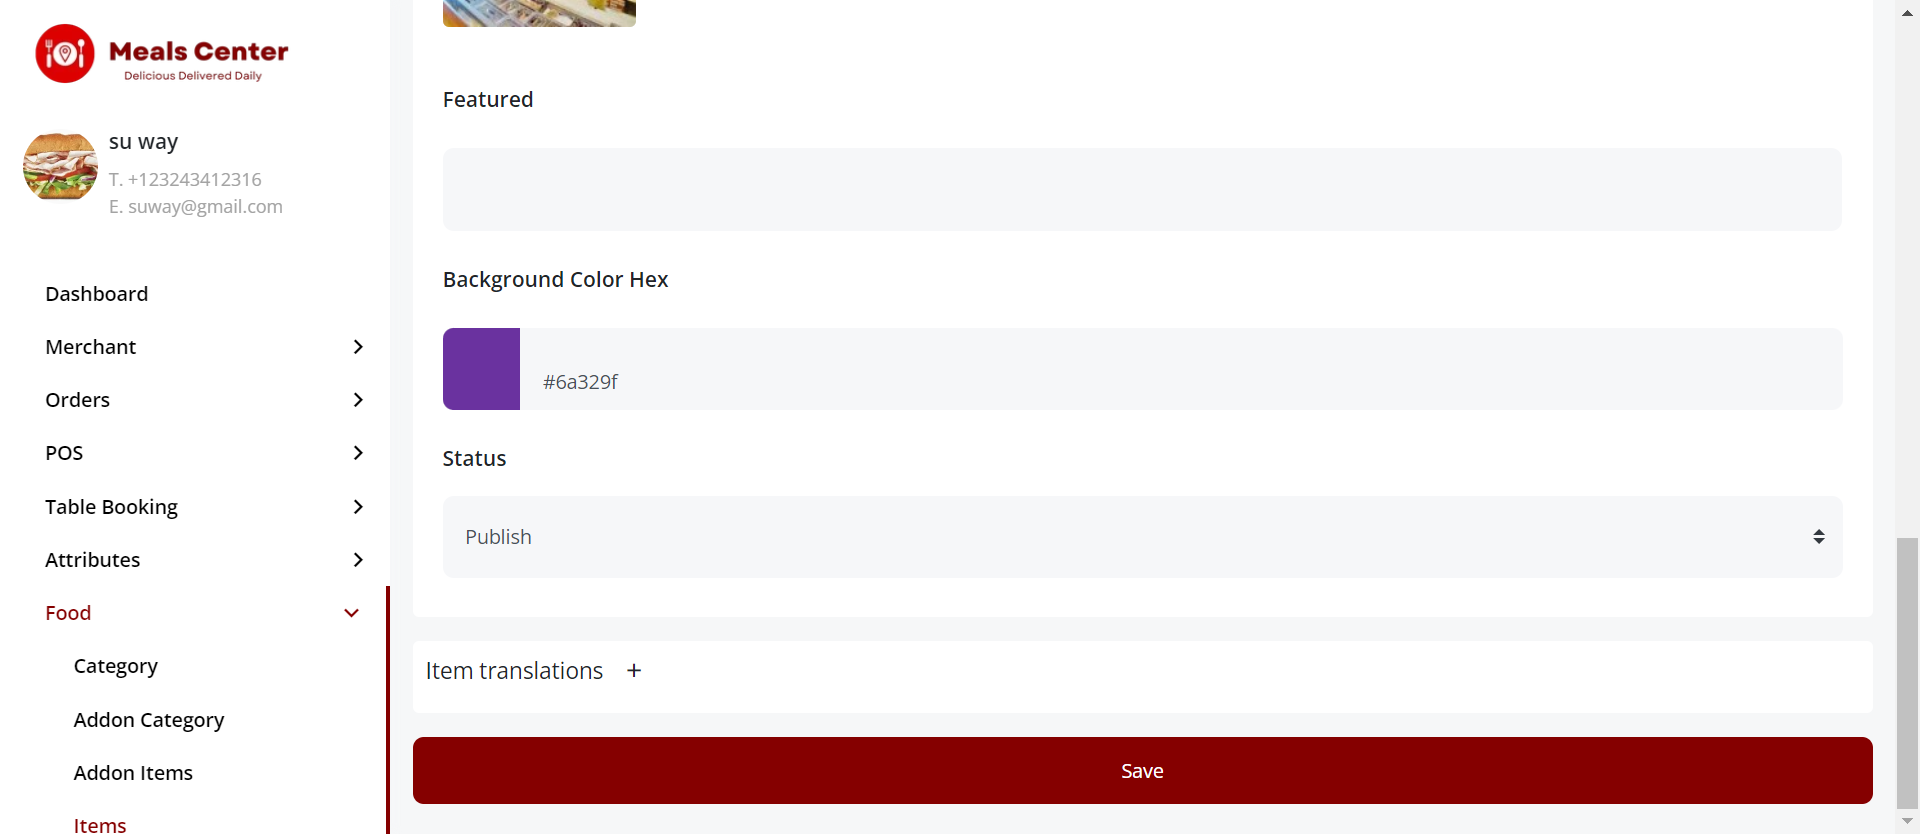 Meals Center
Delicious Delivered Daily
su way
T. +123243412316
E. suway@gmail.com
Dashboard
Merchant
Orders
POS
Table Booking
Attributes
Food
Category
Addon Category
Addon Items
Items
Featured
Background Color Hex
#6a329f
Status
Publish
Item translations +
Save